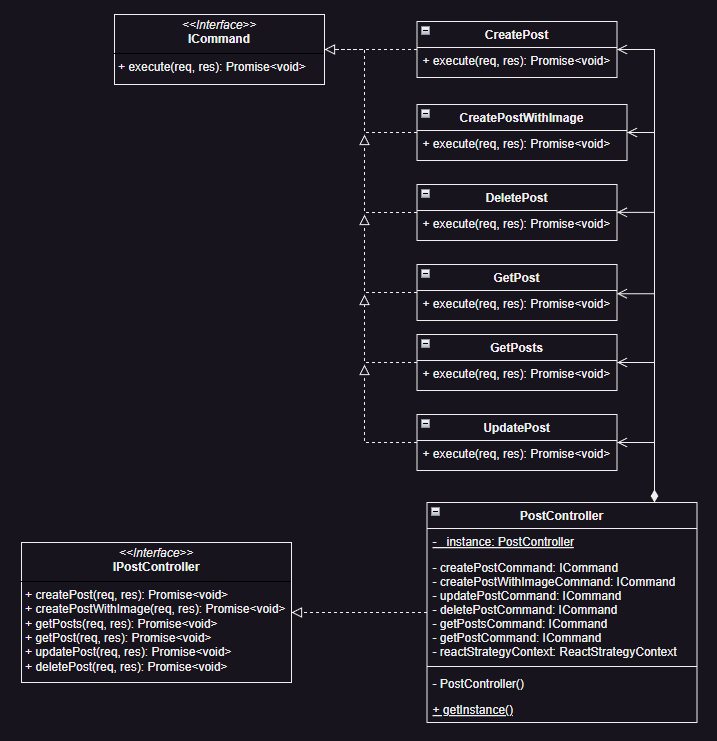 <<Interface>>
ICommand
+ execute(req, res): Promise<void>
CreatePost
+ execute(req, res): Promise<void>
CreatePostWithImage
+ execute(req, res): Promise<void>
DeletePost
+ execute(req, res): Promise<void>
GetPost
+ execute(req, res): Promise<void>
GetPosts
+ execute(req, res): Promise<void>
UpdatePost
+ execute(req, res): Promise<void>
<<Interface>>
IPostController
+ createPost(req, res): Promise<void>
+ createPostWithImage(req, res): Promise<void>
+ getPosts(req, res): Promise<void>
+ getPost(req, res): Promise<void>
+ updatePost(req, res): Promise<void>
+ deletePost(req, res): Promise<void>
PostController
- instance: PostController
- createPostCommand: ICommand
- createPostWithImageCommand: ICommand
- updatePostCommand: ICommand
- deletePostCommand: ICommand
- getPostsCommand: ICommand
- getPostCommand: ICommand
- reactStrategyContext: ReactStrategyContext
- PostController()
+ getInstance()